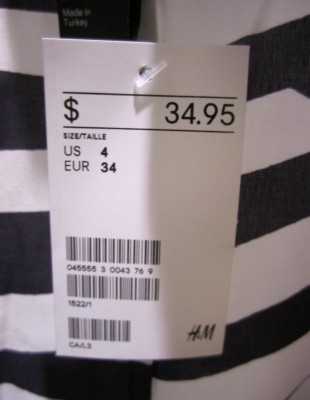 Made in
Turkey
$ 34.95
SIZE/TAILLE
US 4
EUR 34
045555 3 0043 76 9
1522/1
CA/L3
H&M